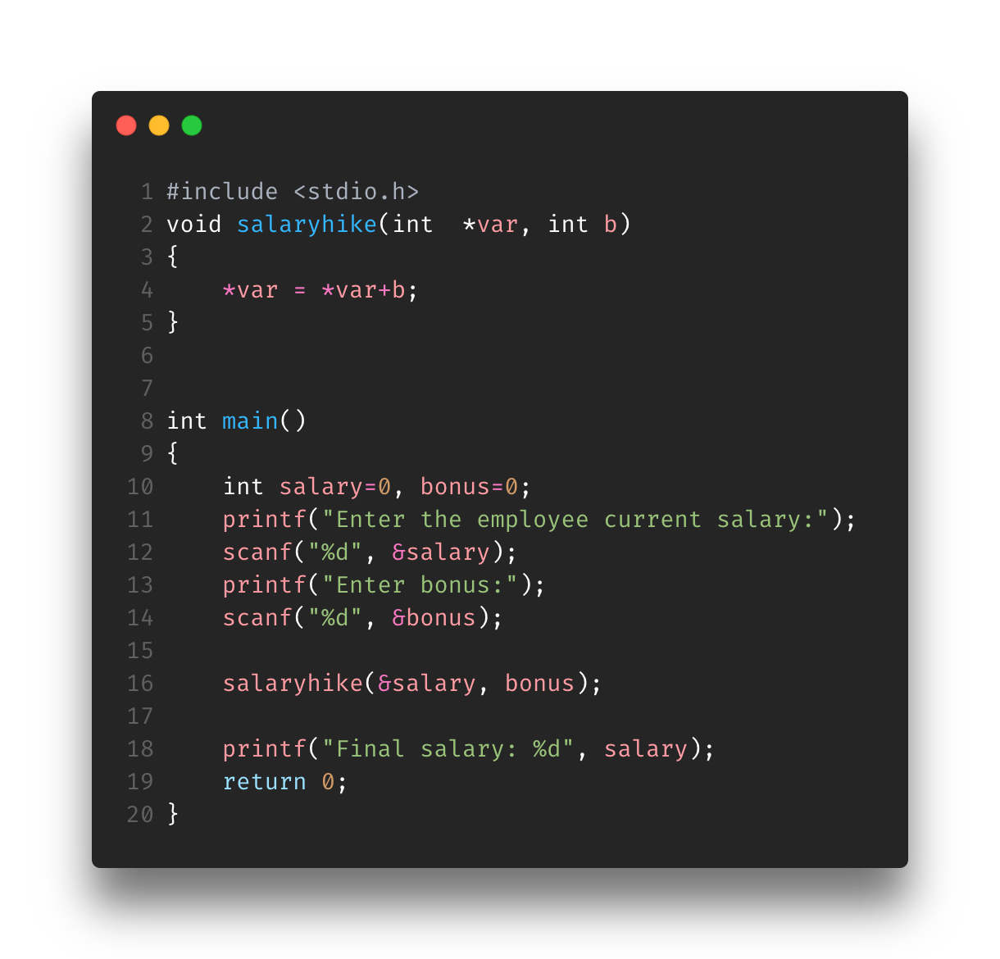 1 #include <stdio.h>
2 void salaryhike(int  *var, int b)
3 {
4     *var = *var+b;
5 }
6
7
8 int main()
9 {
10     int salary=0, bonus=0;
11     printf("Enter the employee current salary:");
12     scanf("%d", &salary);
13     printf("Enter bonus:");
14     scanf("%d", &bonus);
15
16     salaryhike(&salary, bonus);
17
18     printf("Final salary: %d", salary);
19     return 0;
20 }